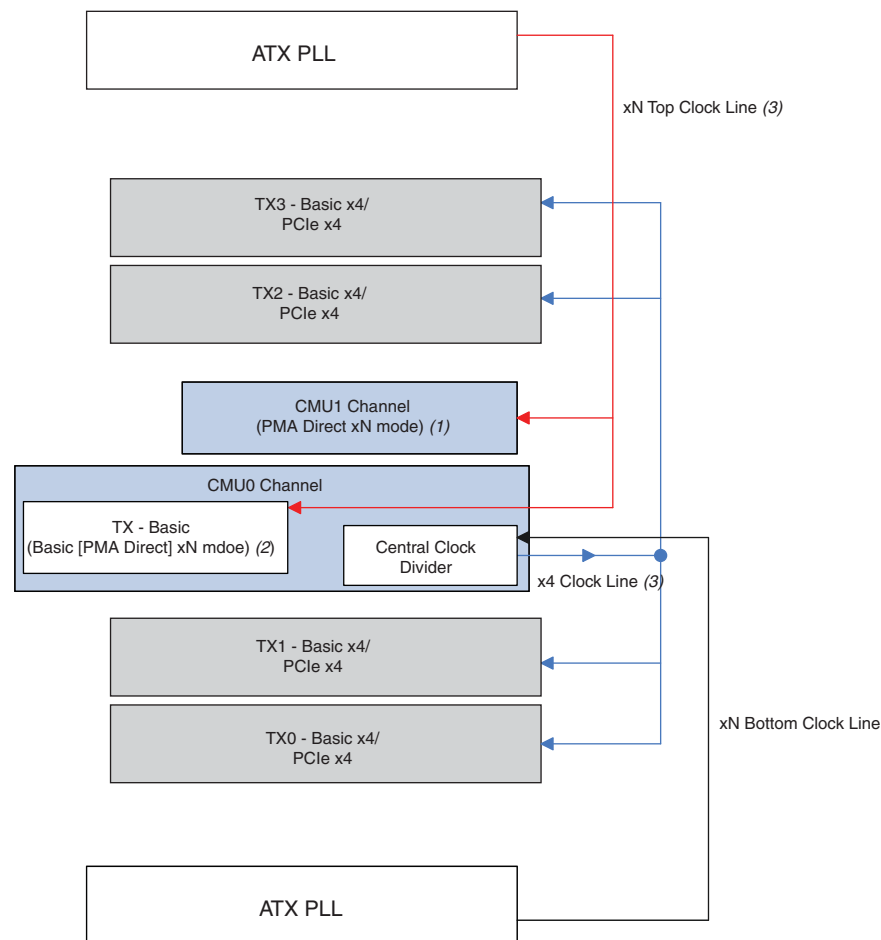 ATX PLL
xN Top Clock Line (3)
TX3 - Basic x4/
PCIe x4
TX2 - Basic x4/
PCIe x4
CMU1 Channel
(PMA Direct xN mode) (1)
CMU0 Channel
TX - Basic
(Basic [PMA Direct] xN mdoe) (2)
Central Clock
Divider
x4 Clock Line (3)
TX1 - Basic x4/
PCIe x4
xN Bottom Clock Line
TX0 - Basic x4/
PCIe x4
ATX PLL